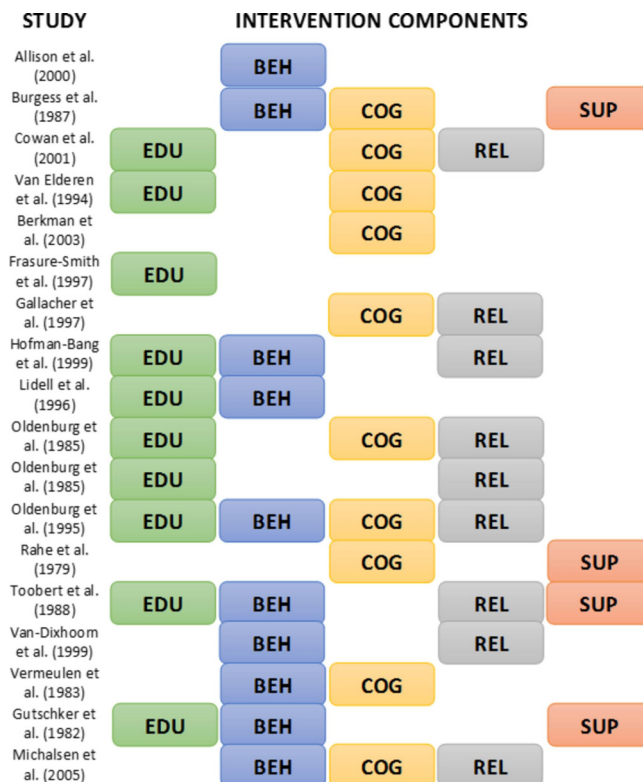 STUDY INTERVENTION COMPONENTS
Allison et al.
(2000)
BEH
Burgess et al.
(1987)
BEH COG SUP
Cowan et al.
(2001)
EDU COG REL
Van Elderen
et al. (1994)
EDU COG
Berkman
et al. (2003)
COG
Frasure-Smith
et al. (1997)
EDU
Gallacher et
al. (1997)
COG REL
Hofman-Bang
et al. (1999)
EDU BEH REL
Lidell et al.
(1996)
EDU BEH
Oldenburg et
al. (1985)
EDU COG REL
Oldenburg et
al. (1985)
EDU REL
Oldenburg et
al. (1995)
EDU BEH COG REL
Rahe et al.
(1979)
COG SUP
Toobert et al.
(1988)
EDU BEH REL SUP
Van-Dixhoorn
et al. (1999)
BEH REL
Vermeulen et
al. (1983)
BEH COG
Gutschker et
al. (1982)
EDU BEH SUP
Michalsen et
al. (2005)
BEH COG REL